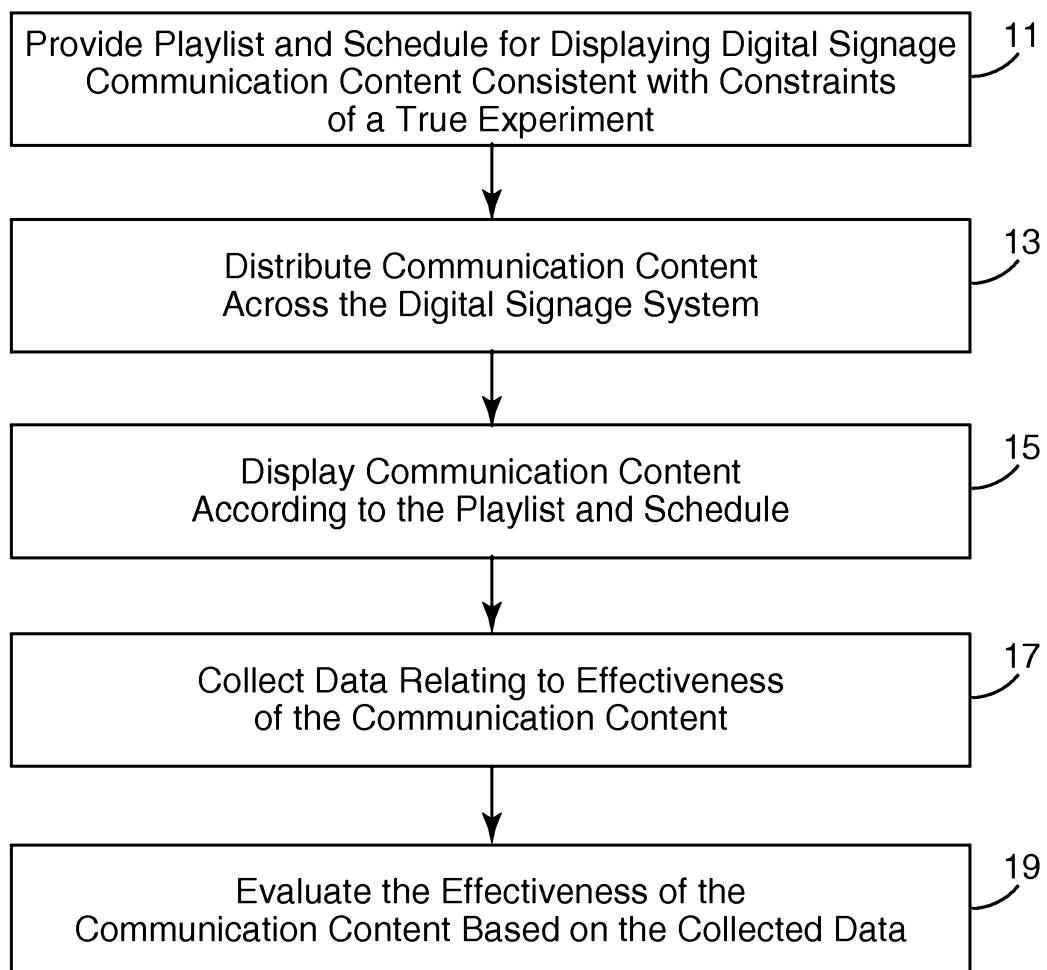 Provide Playlist and Schedule for Displaying Digital Signage
Communication Content Consistent with Constraints
of a True Experiment
11
Distribute Communication Content
Across the Digital Signage System
13
Display Communication Content
According to the Playlist and Schedule
15
Collect Data Relating to Effectiveness
of the Communication Content
17
Evaluate the Effectiveness of the
Communication Content Based on the Collected Data
19